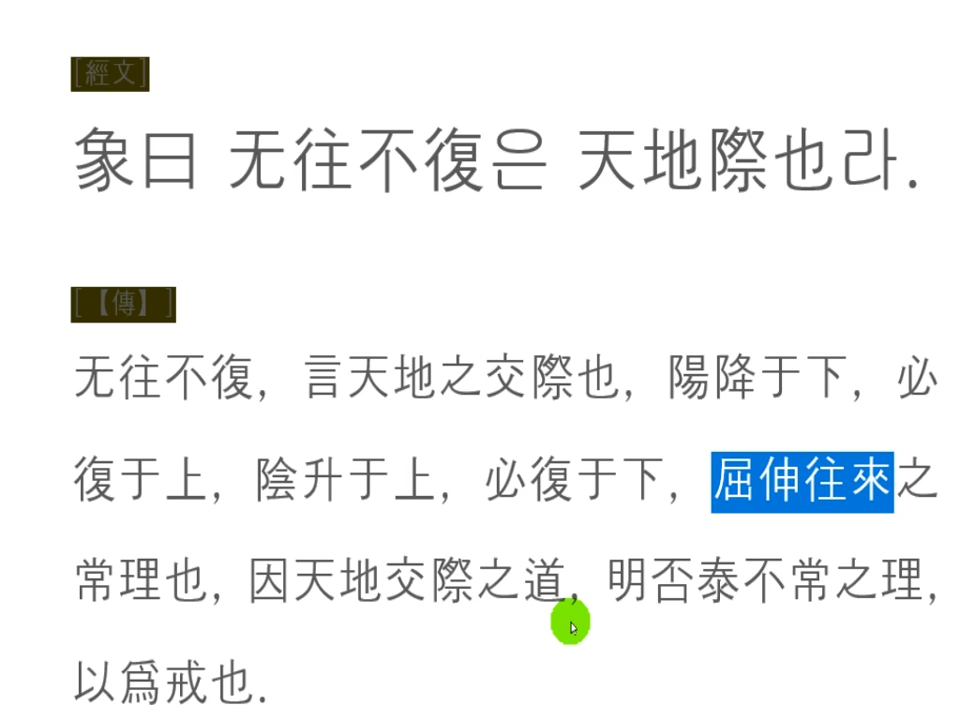 [經文]
象曰 无往不復은 天地際也라.
[【傳】]
无往不復, 言天地之交際也, 陽降于下, 必
復于上, 陰升于上, 必復于下, 屈伸往來之
常理也, 因天地交際之道, 明否泰不常之理,
以爲戒也.